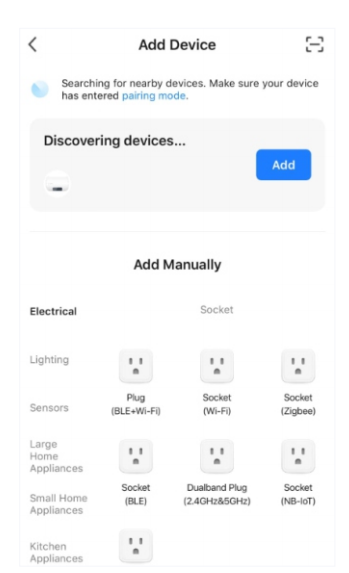 Add Device
Searching for nearby devices. Make sure your device
has entered pairing mode.
Discovering devices...
Add
Add Manually
Electrical
Socket
Lighting
Plug
(BLE+Wi-Fi)
Socket
(Wi-Fi)
Socket
(Zigbee)
Sensors
Large
Home
Appliances
Socket
(BLE)
Dualband Plug
(2.4GHz&5GHz)
Socket
(NB-IoT)
Small Home
Appliances
Kitchen
Appliances